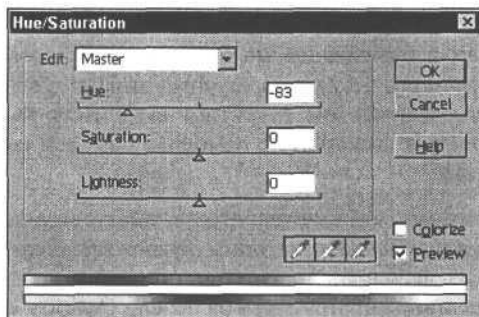 Hue/Saturation
Edit: Master
Hue: -83
Saturation: 0
Lightness: 0
OK
Cancel
Help
Colorize
Preview